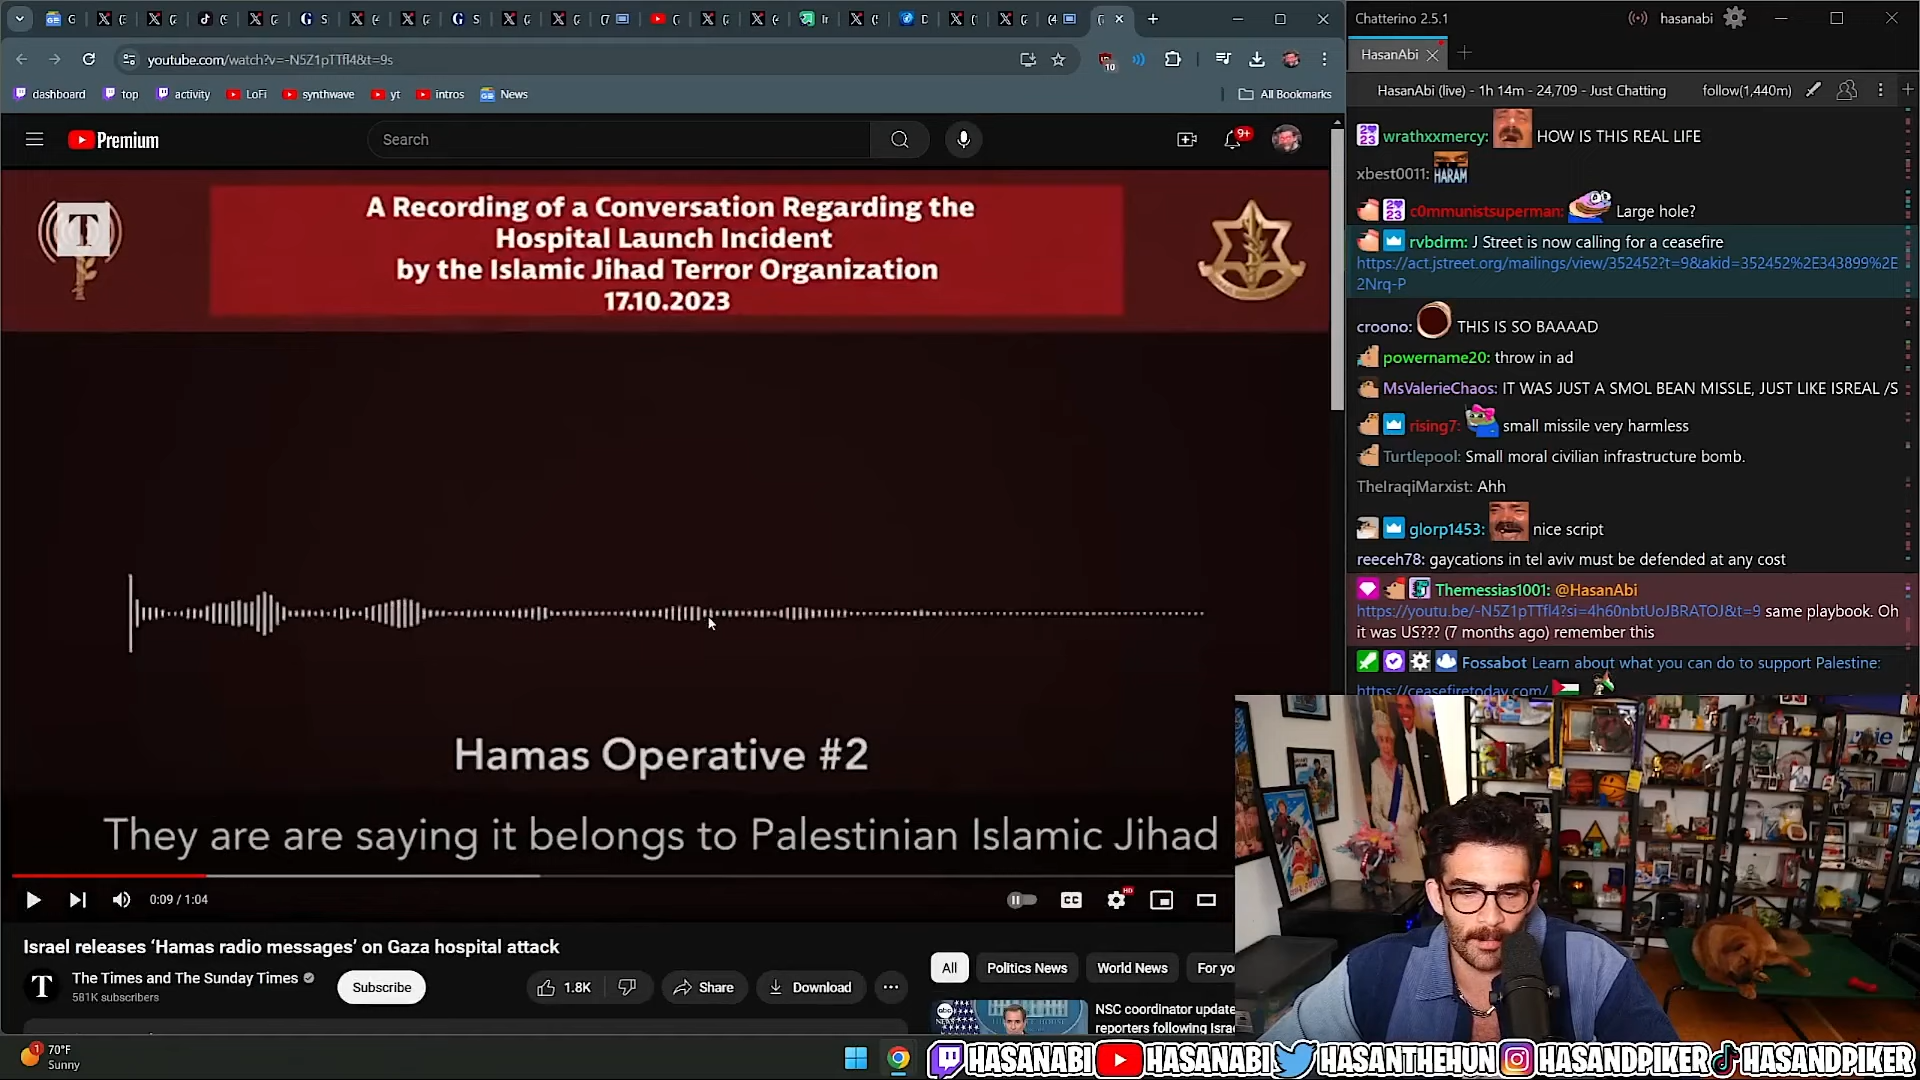 youtube.com/watch?v=-N5Z1pTTfl4&t=9s
dashboard top activity LoFi synthwave yt intros News All Bookmarks
Premium
Search
9+
T
A Recording of a Conversation Regarding the
Hospital Launch Incident
by the Islamic Jihad Terror Organization
17.10.2023
Hamas Operative #2
They are are saying it belongs to Palestinian Islamic Jihad
0:09 / 1:04
CC
HD
Israel releases ‘Hamas radio messages’ on Gaza hospital attack
T
The Times and The Sunday Times
581K subscribers
Subscribe
1.8K
Share
Download
All
Politics News
World News
For yo
NSC coordinator update
reporters following Isra
70°F
Sunny
Chatterino 2.5.1
hasanabi
HasanAbi
HasanAbi (live) - 1h 14m - 24,709 - Just Chatting
follow(1,440m)
wrathxxmercy: HOW IS THIS REAL LIFE
xbest0011: HARAM
c0mmunistsuperman: Large hole?
rvbdrm: J Street is now calling for a ceasefire
https://act.jstreet.org/mailings/view/352452?t=9&akid=352452%2E343899%2E
2Nrq-P
croono: THIS IS SO BAAAAD
powername20: throw in ad
MsValerieChaos: IT WAS JUST A SMOL BEAN MISSLE, JUST LIKE ISREAL /S
rising7: small missile very harmless
Turtlepool: Small moral civilian infrastructure bomb.
TheIraqiMarxist: Ahh
glorp1453: nice script
reeceh78: gaycations in tel aviv must be defended at any cost
Themessias1001: @HasanAbi
https://youtu.be/-N5Z1pTTfl4?si=4h60nbtUoJBRATOJ&t=9 same playbook. Oh
it was US??? (7 months ago) remember this
Fossabot Learn about what you can do to support Palestine:
https://ceasefiretoday.com/
HASANABI HASANABI HASANTHEHUN HASANDPIKER HASANDPIKER